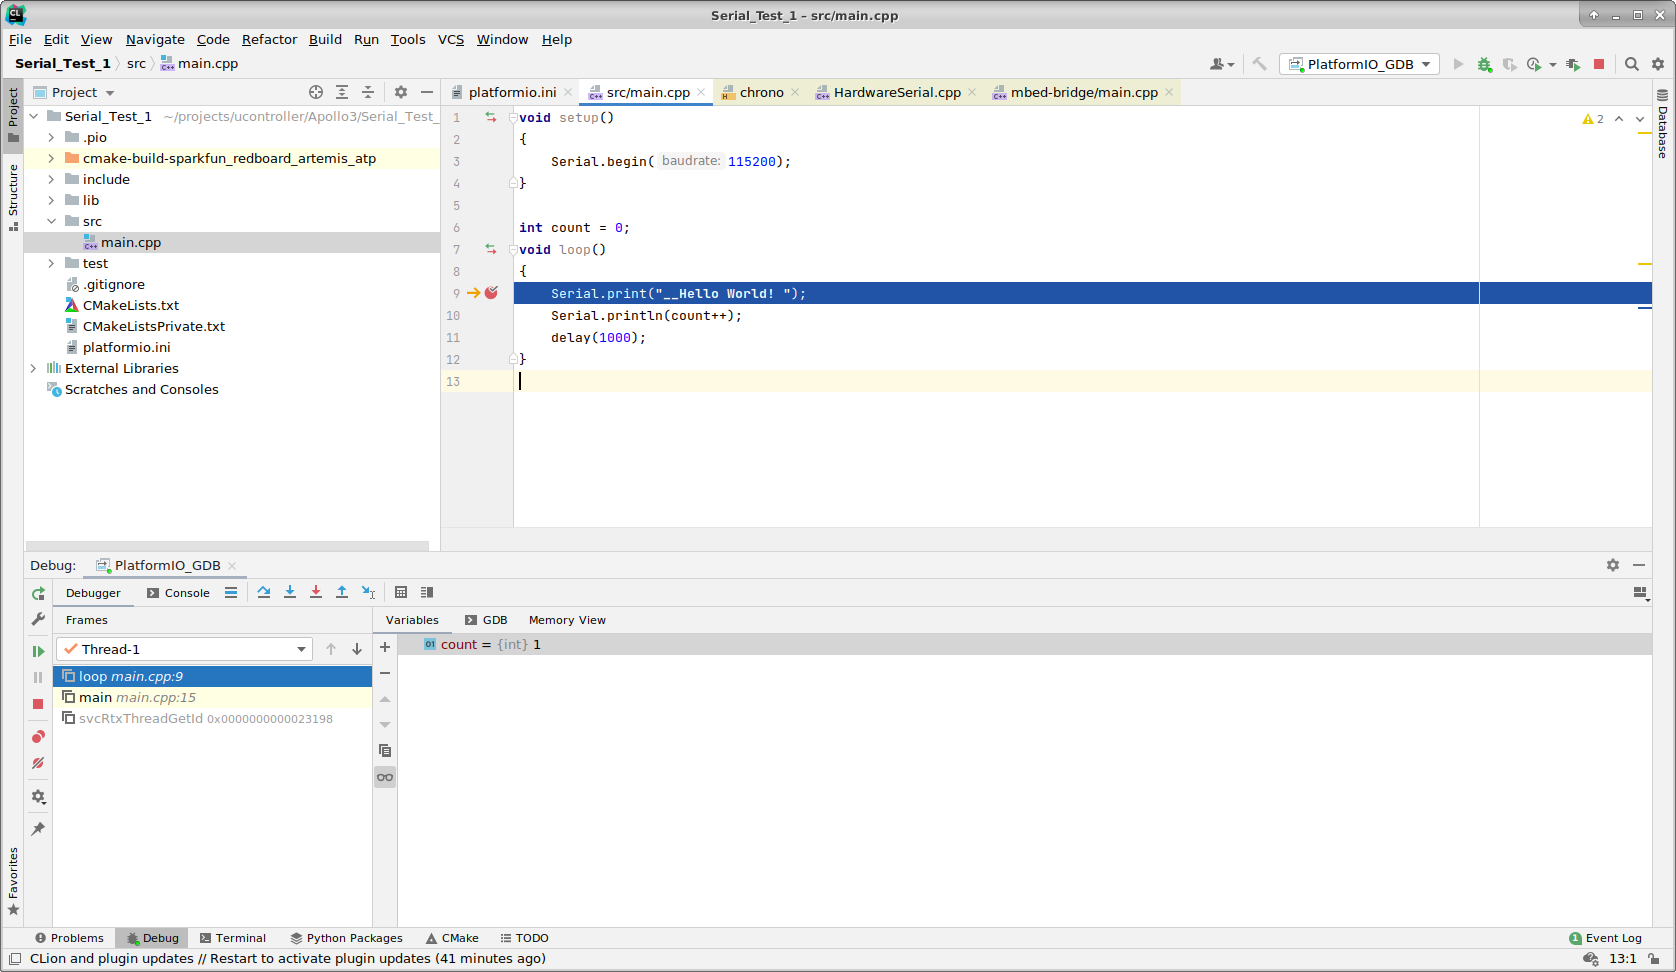 Serial_Test_1 – src/main.cpp
File Edit View Navigate Code Refactor Build Run Tools VCS Window Help
Serial_Test_1 src main.cpp
PlatformIO_GDB
Project
platformio.ini src/main.cpp chrono HardwareSerial.cpp mbed-bridge/main.cpp
Project
Structure
Favorites
Database
Serial_Test_1 ~/projects/ucontroller/Apollo3/Serial_Test_
.pio
cmake-build-sparkfun_redboard_artemis_atp
include
lib
src
main.cpp
test
.gitignore
CMakeLists.txt
CMakeListsPrivate.txt
platformio.ini
External Libraries
Scratches and Consoles
2
1 void setup()
2 {
3 Serial.begin( baudrate: 115200);
4 }
5
6 int count = 0;
7 void loop()
8 {
9 Serial.print("__Hello World! ");
10 Serial.println(count++);
11 delay(1000);
12 }
13
Debug: PlatformIO_GDB
Debugger Console
Frames
Variables GDB Memory View
Thread-1
loop main.cpp:9
main main.cpp:15
svcRtxThreadGetId 0x0000000000023198
01 count = {int} 1
Problems Debug Terminal Python Packages CMake TODO
1 Event Log
CLion and plugin updates // Restart to activate plugin updates (41 minutes ago)
13:1